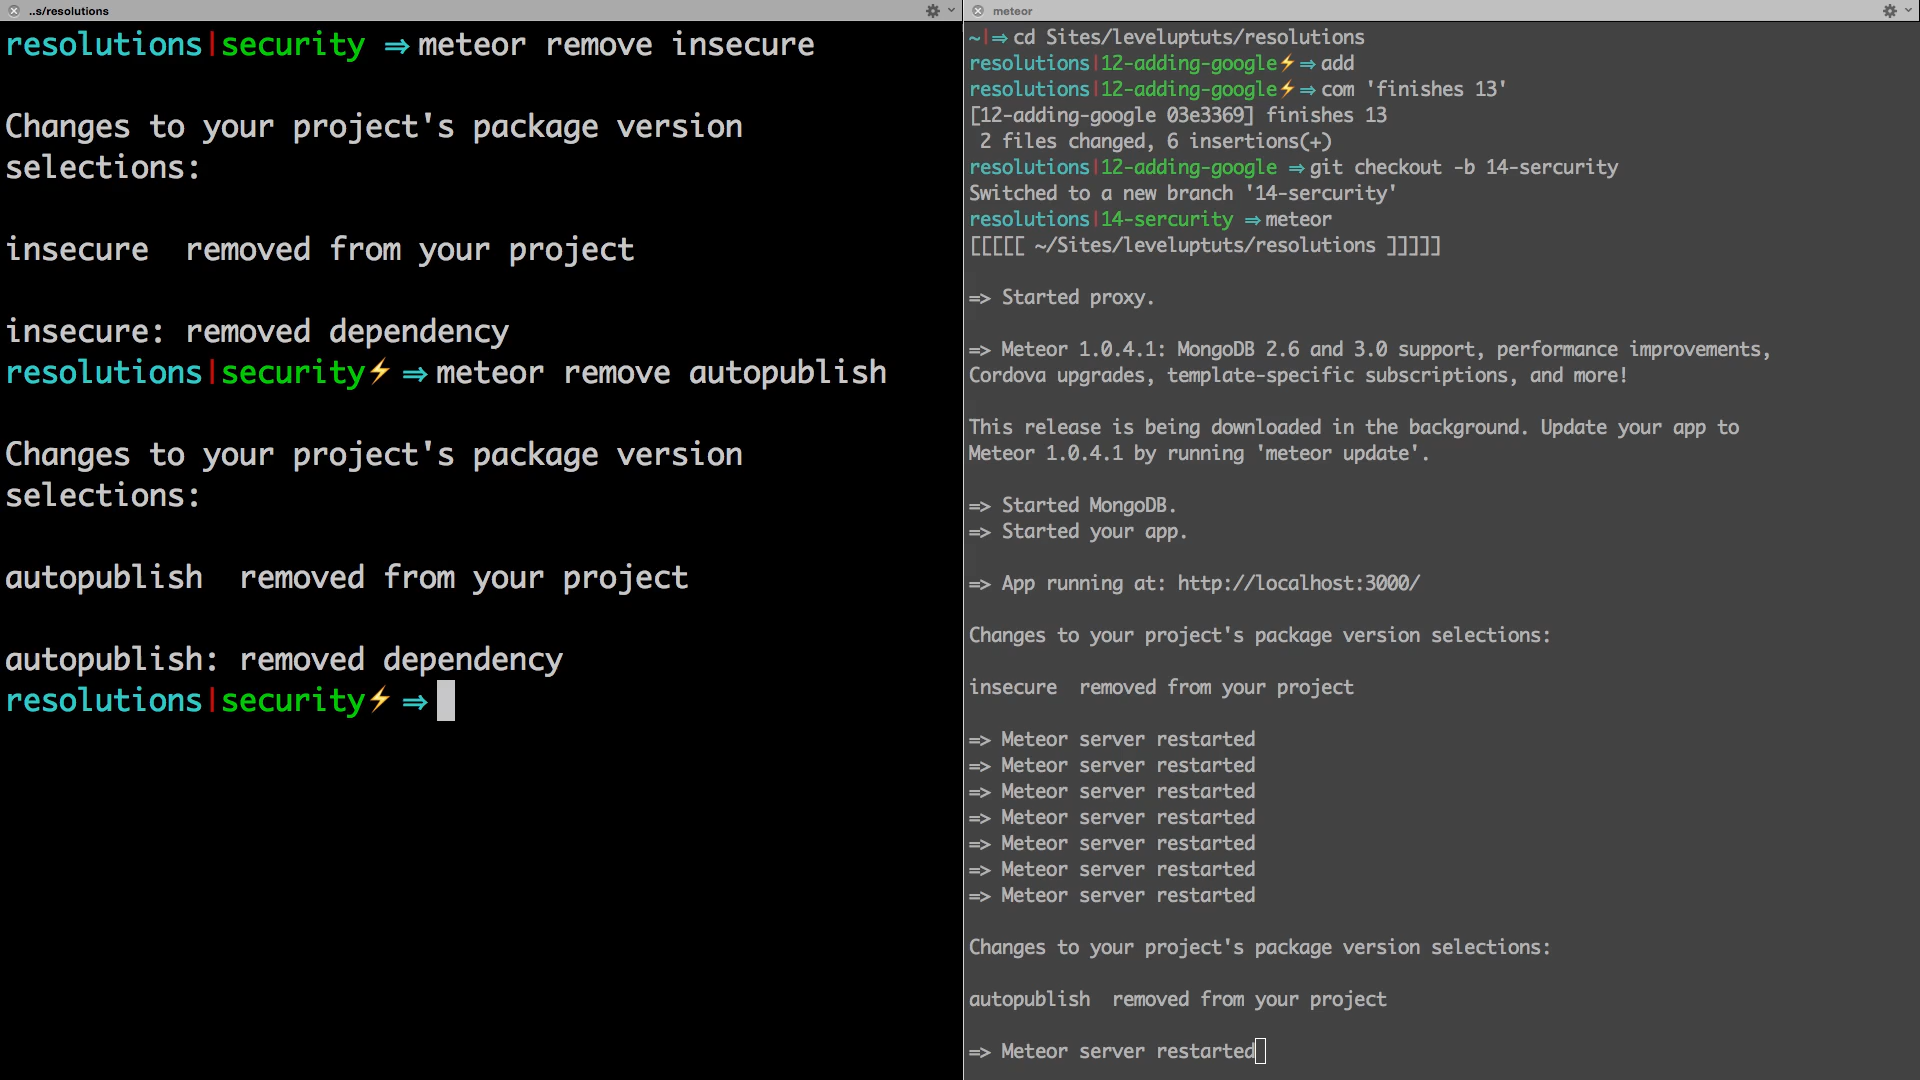 ..s/resolutions
resolutions|security ⇒ meteor remove insecure
Changes to your project's package version
selections:
insecure  removed from your project
insecure: removed dependency
resolutions|security⚡ ⇒ meteor remove autopublish
Changes to your project's package version
selections:
autopublish  removed from your project
autopublish: removed dependency
resolutions|security⚡ ⇒
meteor
~|⇒ cd Sites/leveluptuts/resolutions
resolutions|12-adding-google⚡ ⇒ add
resolutions|12-adding-google⚡ ⇒ com 'finishes 13'
[12-adding-google 03e3369] finishes 13
 2 files changed, 6 insertions(+)
resolutions|12-adding-google ⇒ git checkout -b 14-sercurity
Switched to a new branch '14-sercurity'
resolutions|14-sercurity ⇒ meteor
[[[[[ ~/Sites/leveluptuts/resolutions ]]]]]
=> Started proxy.
=> Meteor 1.0.4.1: MongoDB 2.6 and 3.0 support, performance improvements,
Cordova upgrades, template-specific subscriptions, and more!
This release is being downloaded in the background. Update your app to
Meteor 1.0.4.1 by running 'meteor update'.
=> Started MongoDB.
=> Started your app.
=> App running at: http://localhost:3000/
Changes to your project's package version selections:
insecure  removed from your project
=> Meteor server restarted
=> Meteor server restarted
=> Meteor server restarted
=> Meteor server restarted
=> Meteor server restarted
=> Meteor server restarted
=> Meteor server restarted
Changes to your project's package version selections:
autopublish  removed from your project
=> Meteor server restarted